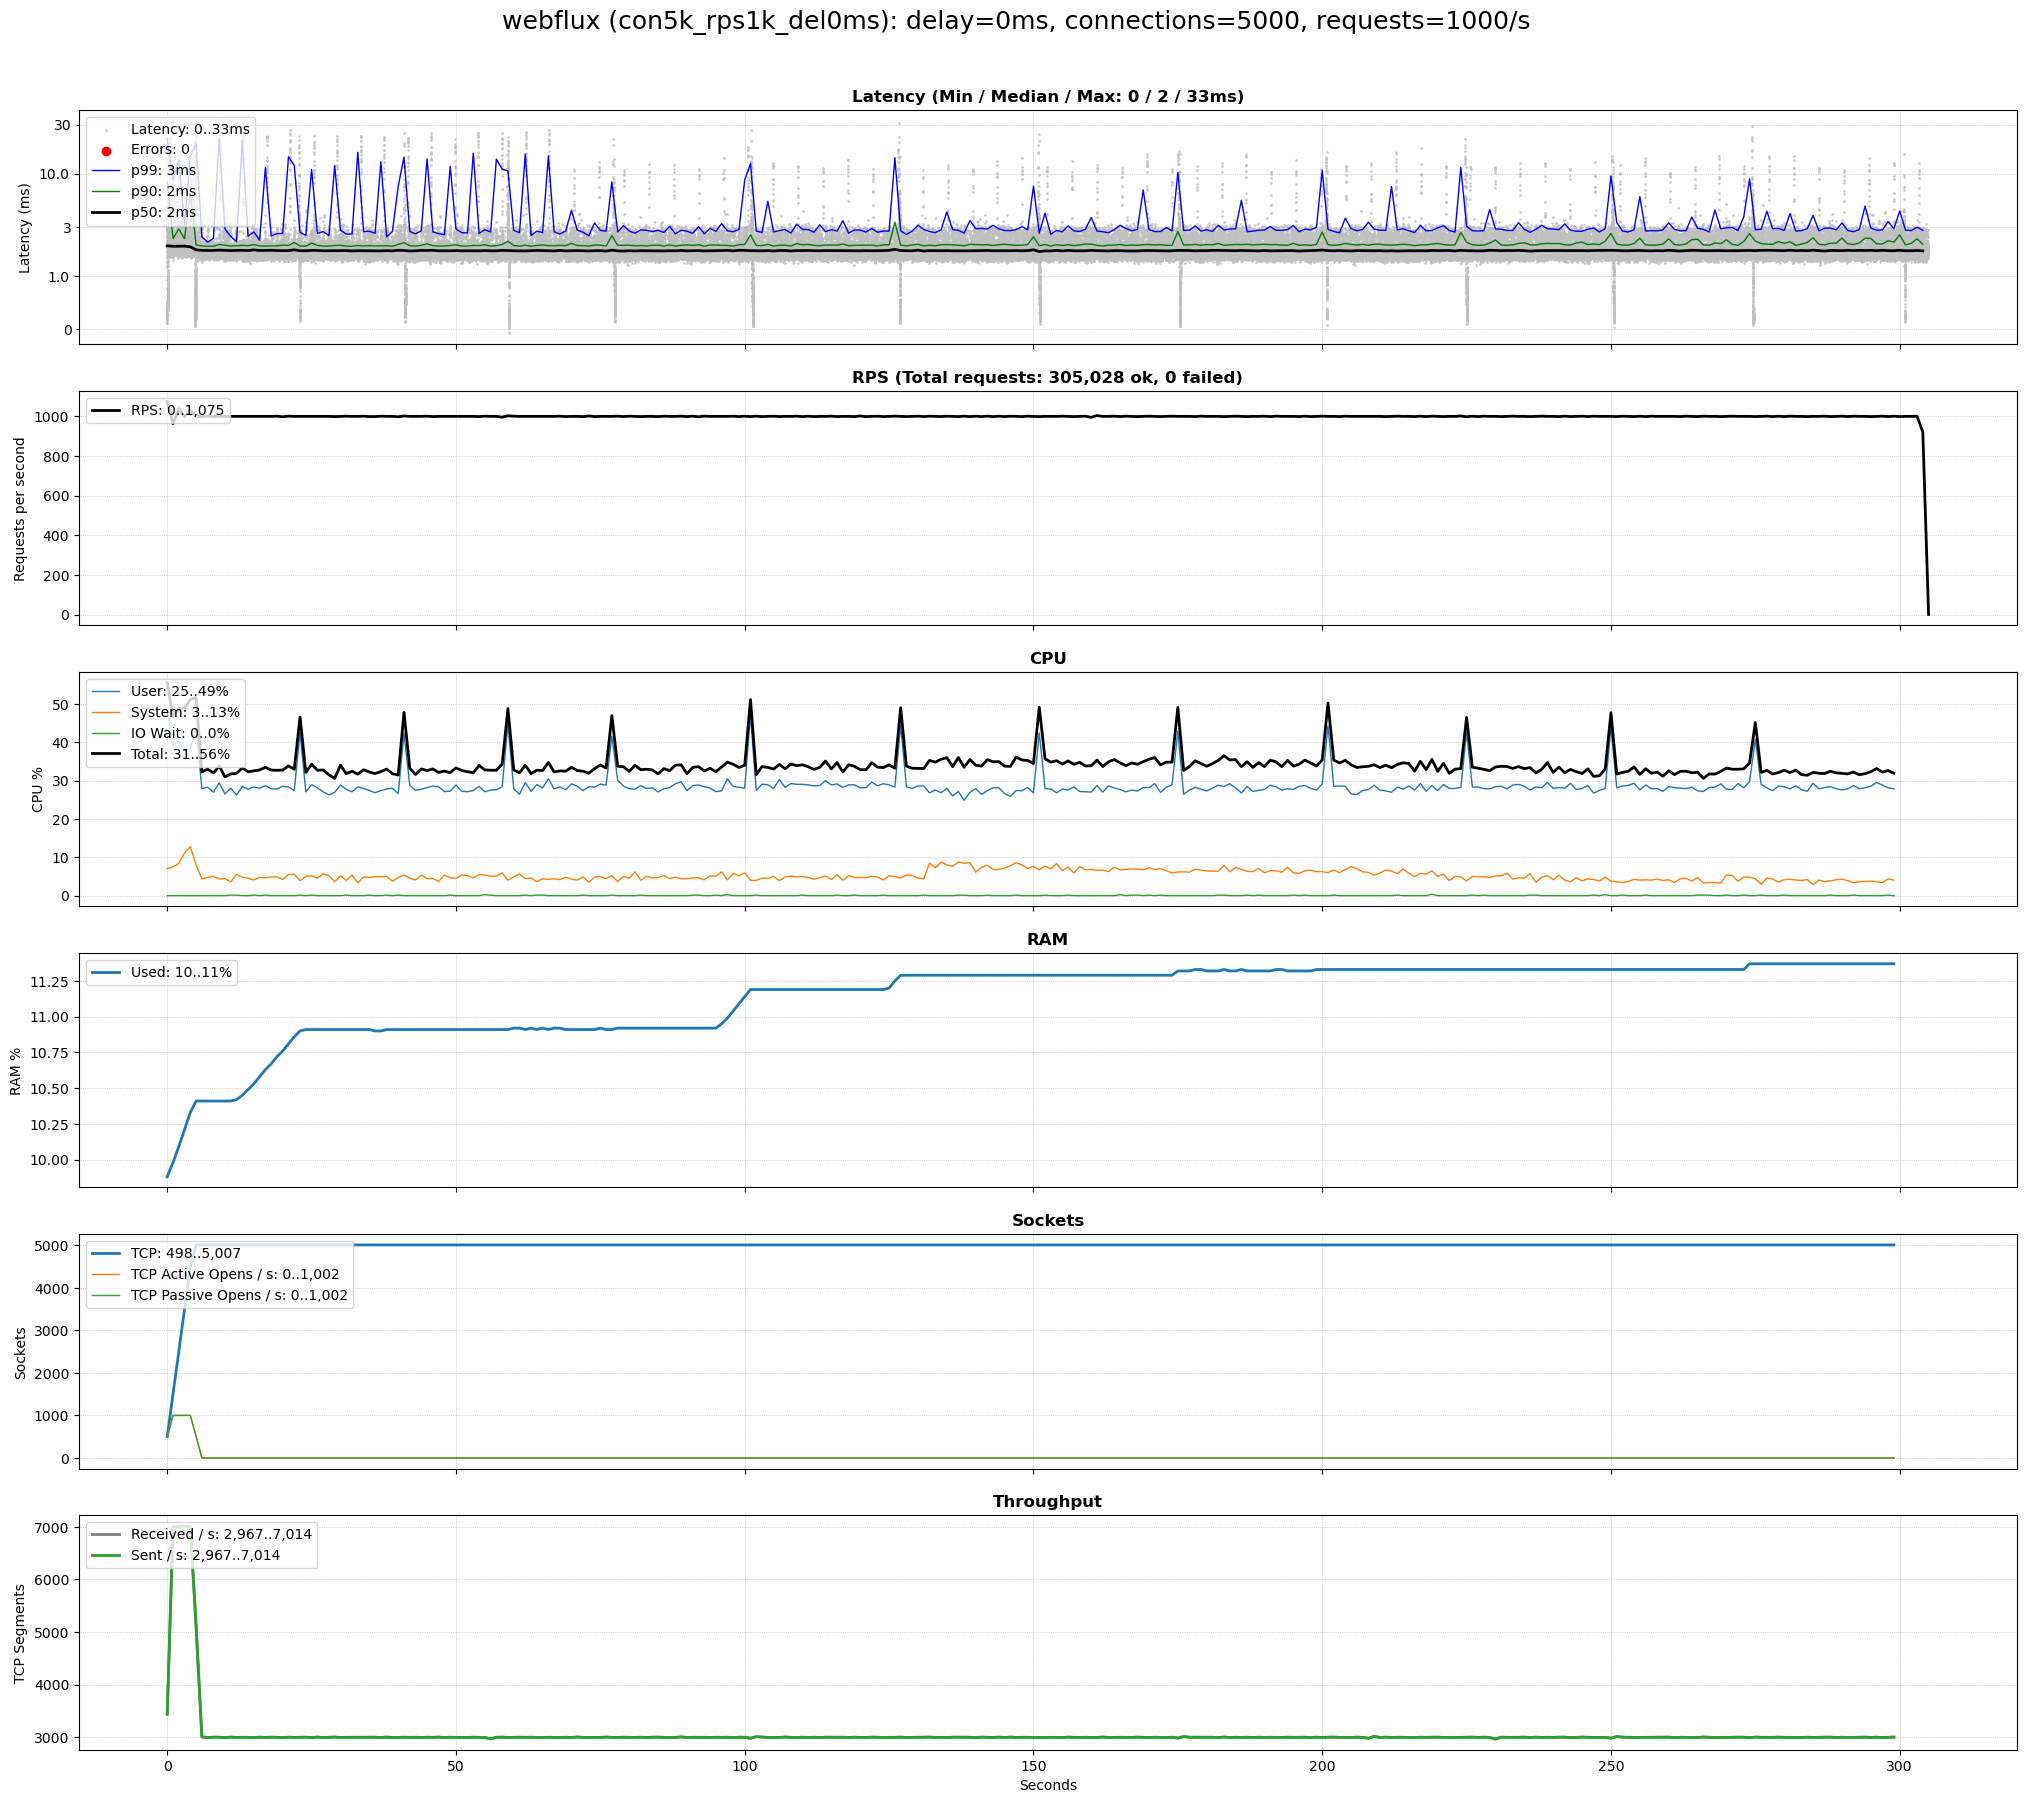 webflux (con5k_rps1k_del0ms): delay=0ms, connections=5000, requests=1000/s
Latency (Min / Median / Max: 0 / 2 / 33ms)
Latency (ms)
30
10.0
3
1.0
0
Latency: 0..33ms
Errors: 0
p99: 3ms
p90: 2ms
p50: 2ms
RPS (Total requests: 305,028 ok, 0 failed)
Requests per second
1000
800
600
400
200
0
RPS: 0..1,075
CPU
CPU %
50
40
30
20
10
0
User: 25..49%
System: 3..13%
IO Wait: 0..0%
Total: 31..56%
RAM
RAM %
11.25
11.00
10.75
10.50
10.25
10.00
Used: 10..11%
Sockets
Sockets
5000
4000
3000
2000
1000
0
TCP: 498..5,007
TCP Active Opens / s: 0..1,002
TCP Passive Opens / s: 0..1,002
Throughput
TCP Segments
7000
6000
5000
4000
3000
Received / s: 2,967..7,014
Sent / s: 2,967..7,014
0 50 100 150 200 250 300
Seconds